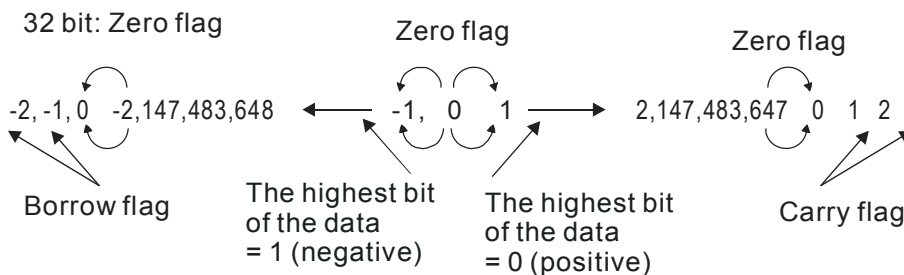 32 bit: Zero flag
Zero flag
Zero flag
-2, -1, 0 -2,147,483,648
-1, 0 1
2,147,483,647 0 1 2
Borrow flag
The highest bit
of the data
= 1 (negative)
The highest bit
of the data
= 0 (positive)
Carry flag